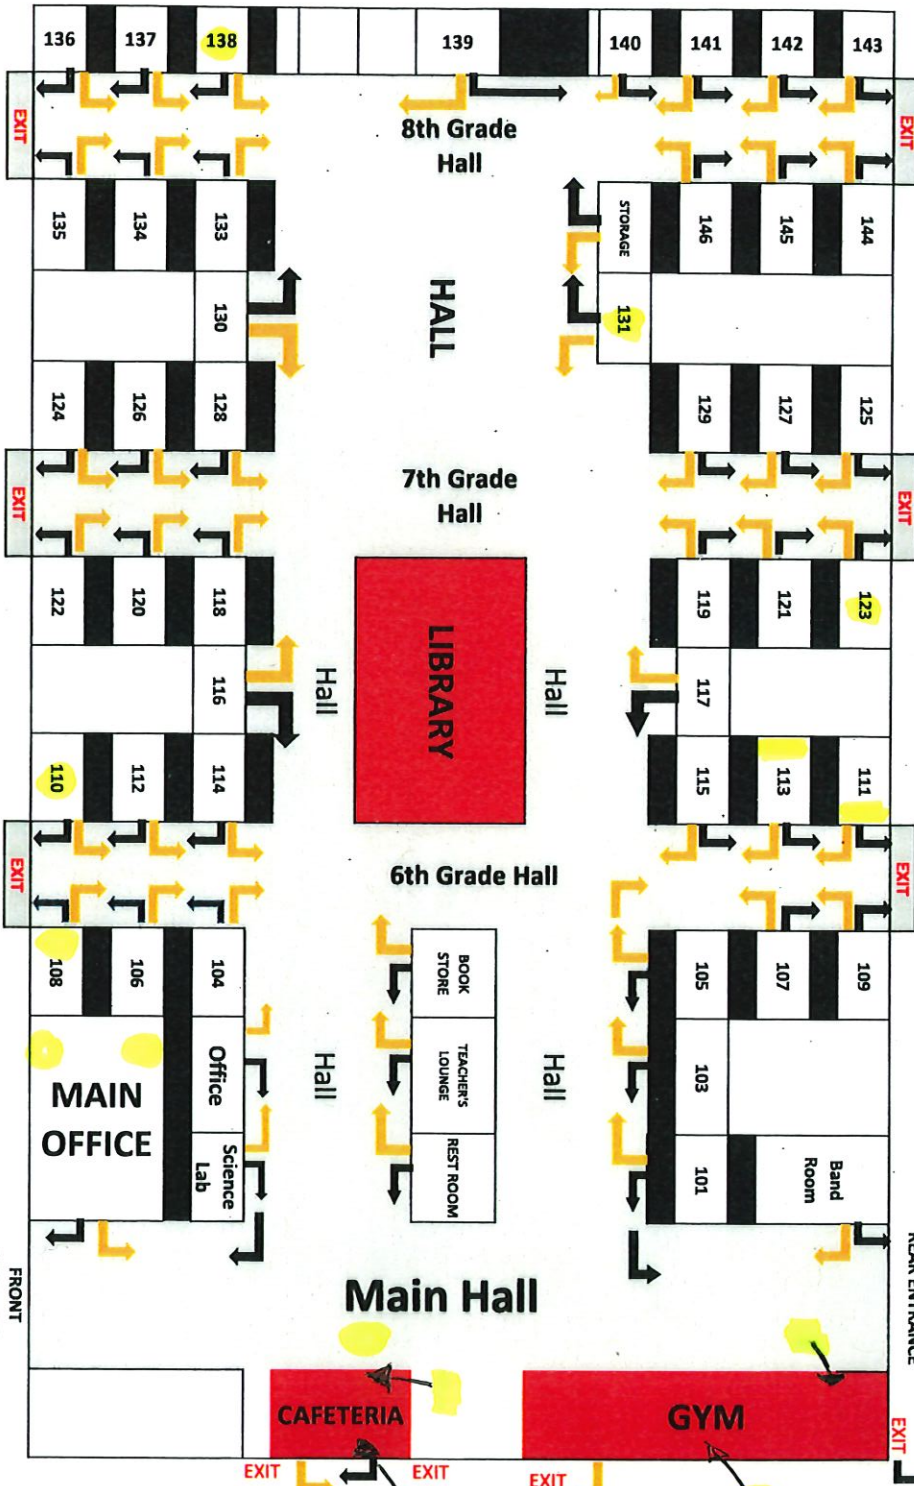 136
137
138
139
140
141
142
143
EXIT
EXIT
8th Grade
Hall
135
134
133
STORAGE
146
145
144
130
HALL
131
124
126
128
129
127
125
EXIT
7th Grade
Hall
EXIT
122
120
118
LIBRARY
119
121
123
116
Hall
Hall
117
110
112
114
115
113
111
EXIT
6th Grade Hall
EXIT
108
106
104
BOOK
STORE
105
107
109
MAIN
OFFICE
Office
Hall
TEACHER'S
LOUNGE
Hall
103
Science
Lab
REST ROOM
101
Band
Room
FRONT
Main Hall
REAR ENTRANCE
CAFETERIA
GYM
EXIT
EXIT
EXIT
EXIT